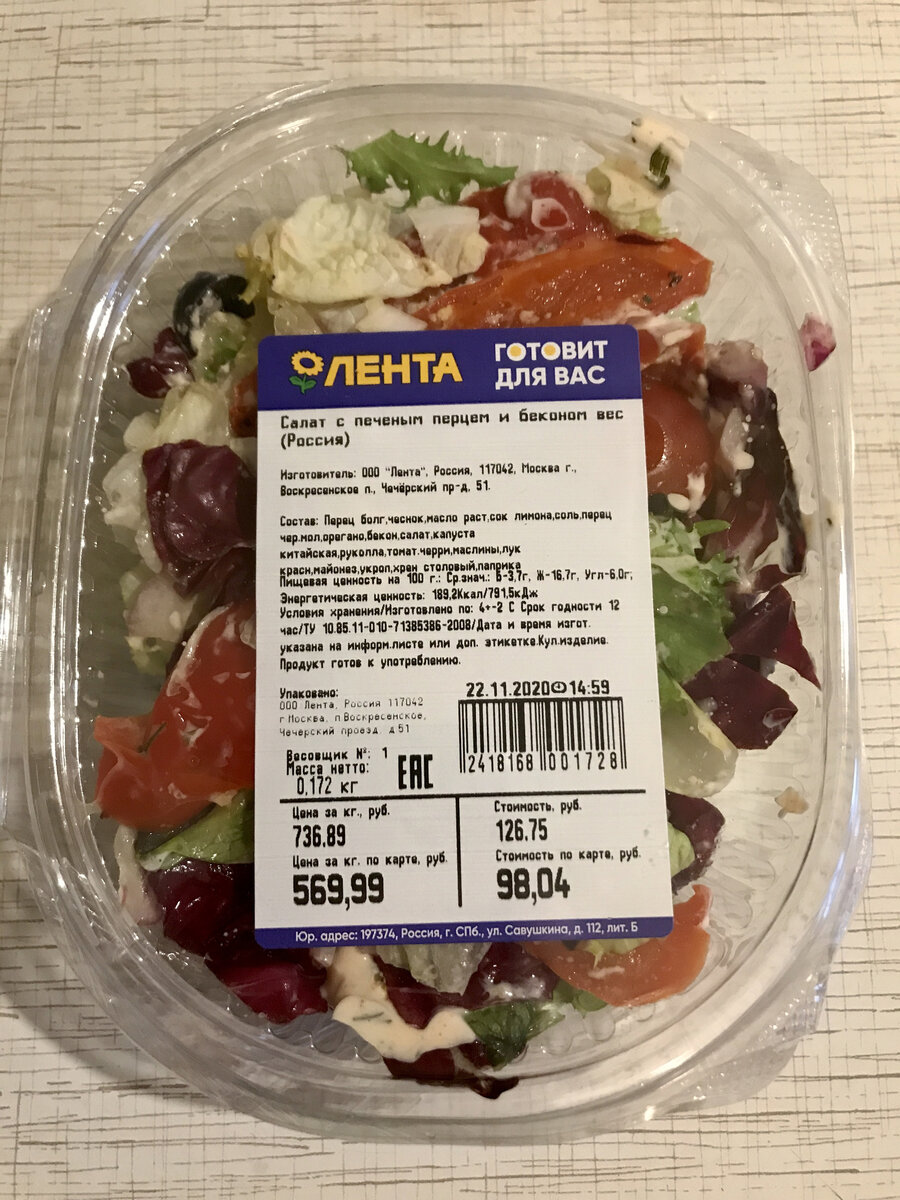 ЛЕНТА
ГОТОВИТ
ДЛЯ ВАС
Салат с печеным перцем и беконом вес
(Россия)
Изготовитель: ООО "Лента", Россия, 117042, Москва г.,
Воскресенское п., Чечёрский пр-д, 51.
Состав: Перец болг,чеснок,масло раст,сок лимона,соль,перец
чер.мол,орегано,бекон,салат,капуста
китайская,руколла,томат.черри,маслины,лук
красн,майонез,укроп,хрен столовый,паприка
Пищевая ценность на 100 г.: Ср.знач.: Б-3,7г, Ж-16,7г, Угл-6,0г;
Энергетическая ценность: 189,2Ккал/791,5кДж
Условия хранения/Изготовлено по: 4+-2 С Срок годности 12
час/ТУ 10.85.11-010-71385386-2008/Дата и время изгот.
указана на информ.листе или доп. этикетке.Кул.изделие.
Продукт готов к употреблению.
Упаковано:
ООО Лента, Россия 117042
г Москва, п Воскресенское,
Чечерский проезд, д 51
22.11.2020 14:59
2418168 001728
Весовщик №: 1
Масса нетто:
0,172 кг
EAC
Цена за кг., руб.
736.89
Цена за кг. по карте, руб.
569,99
Стоимость, руб.
126.75
Стоимость по карте, руб.
98,04
Юр. адрес: 197374, Россия, г. СПб., ул. Савушкина, д. 112, лит. Б